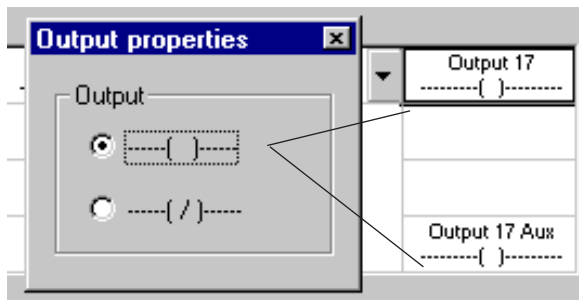 Output properties
Output
-----( )-----
-----( / )-----
Output 17
---------( )---------
Output 17 Aux
---------( )---------